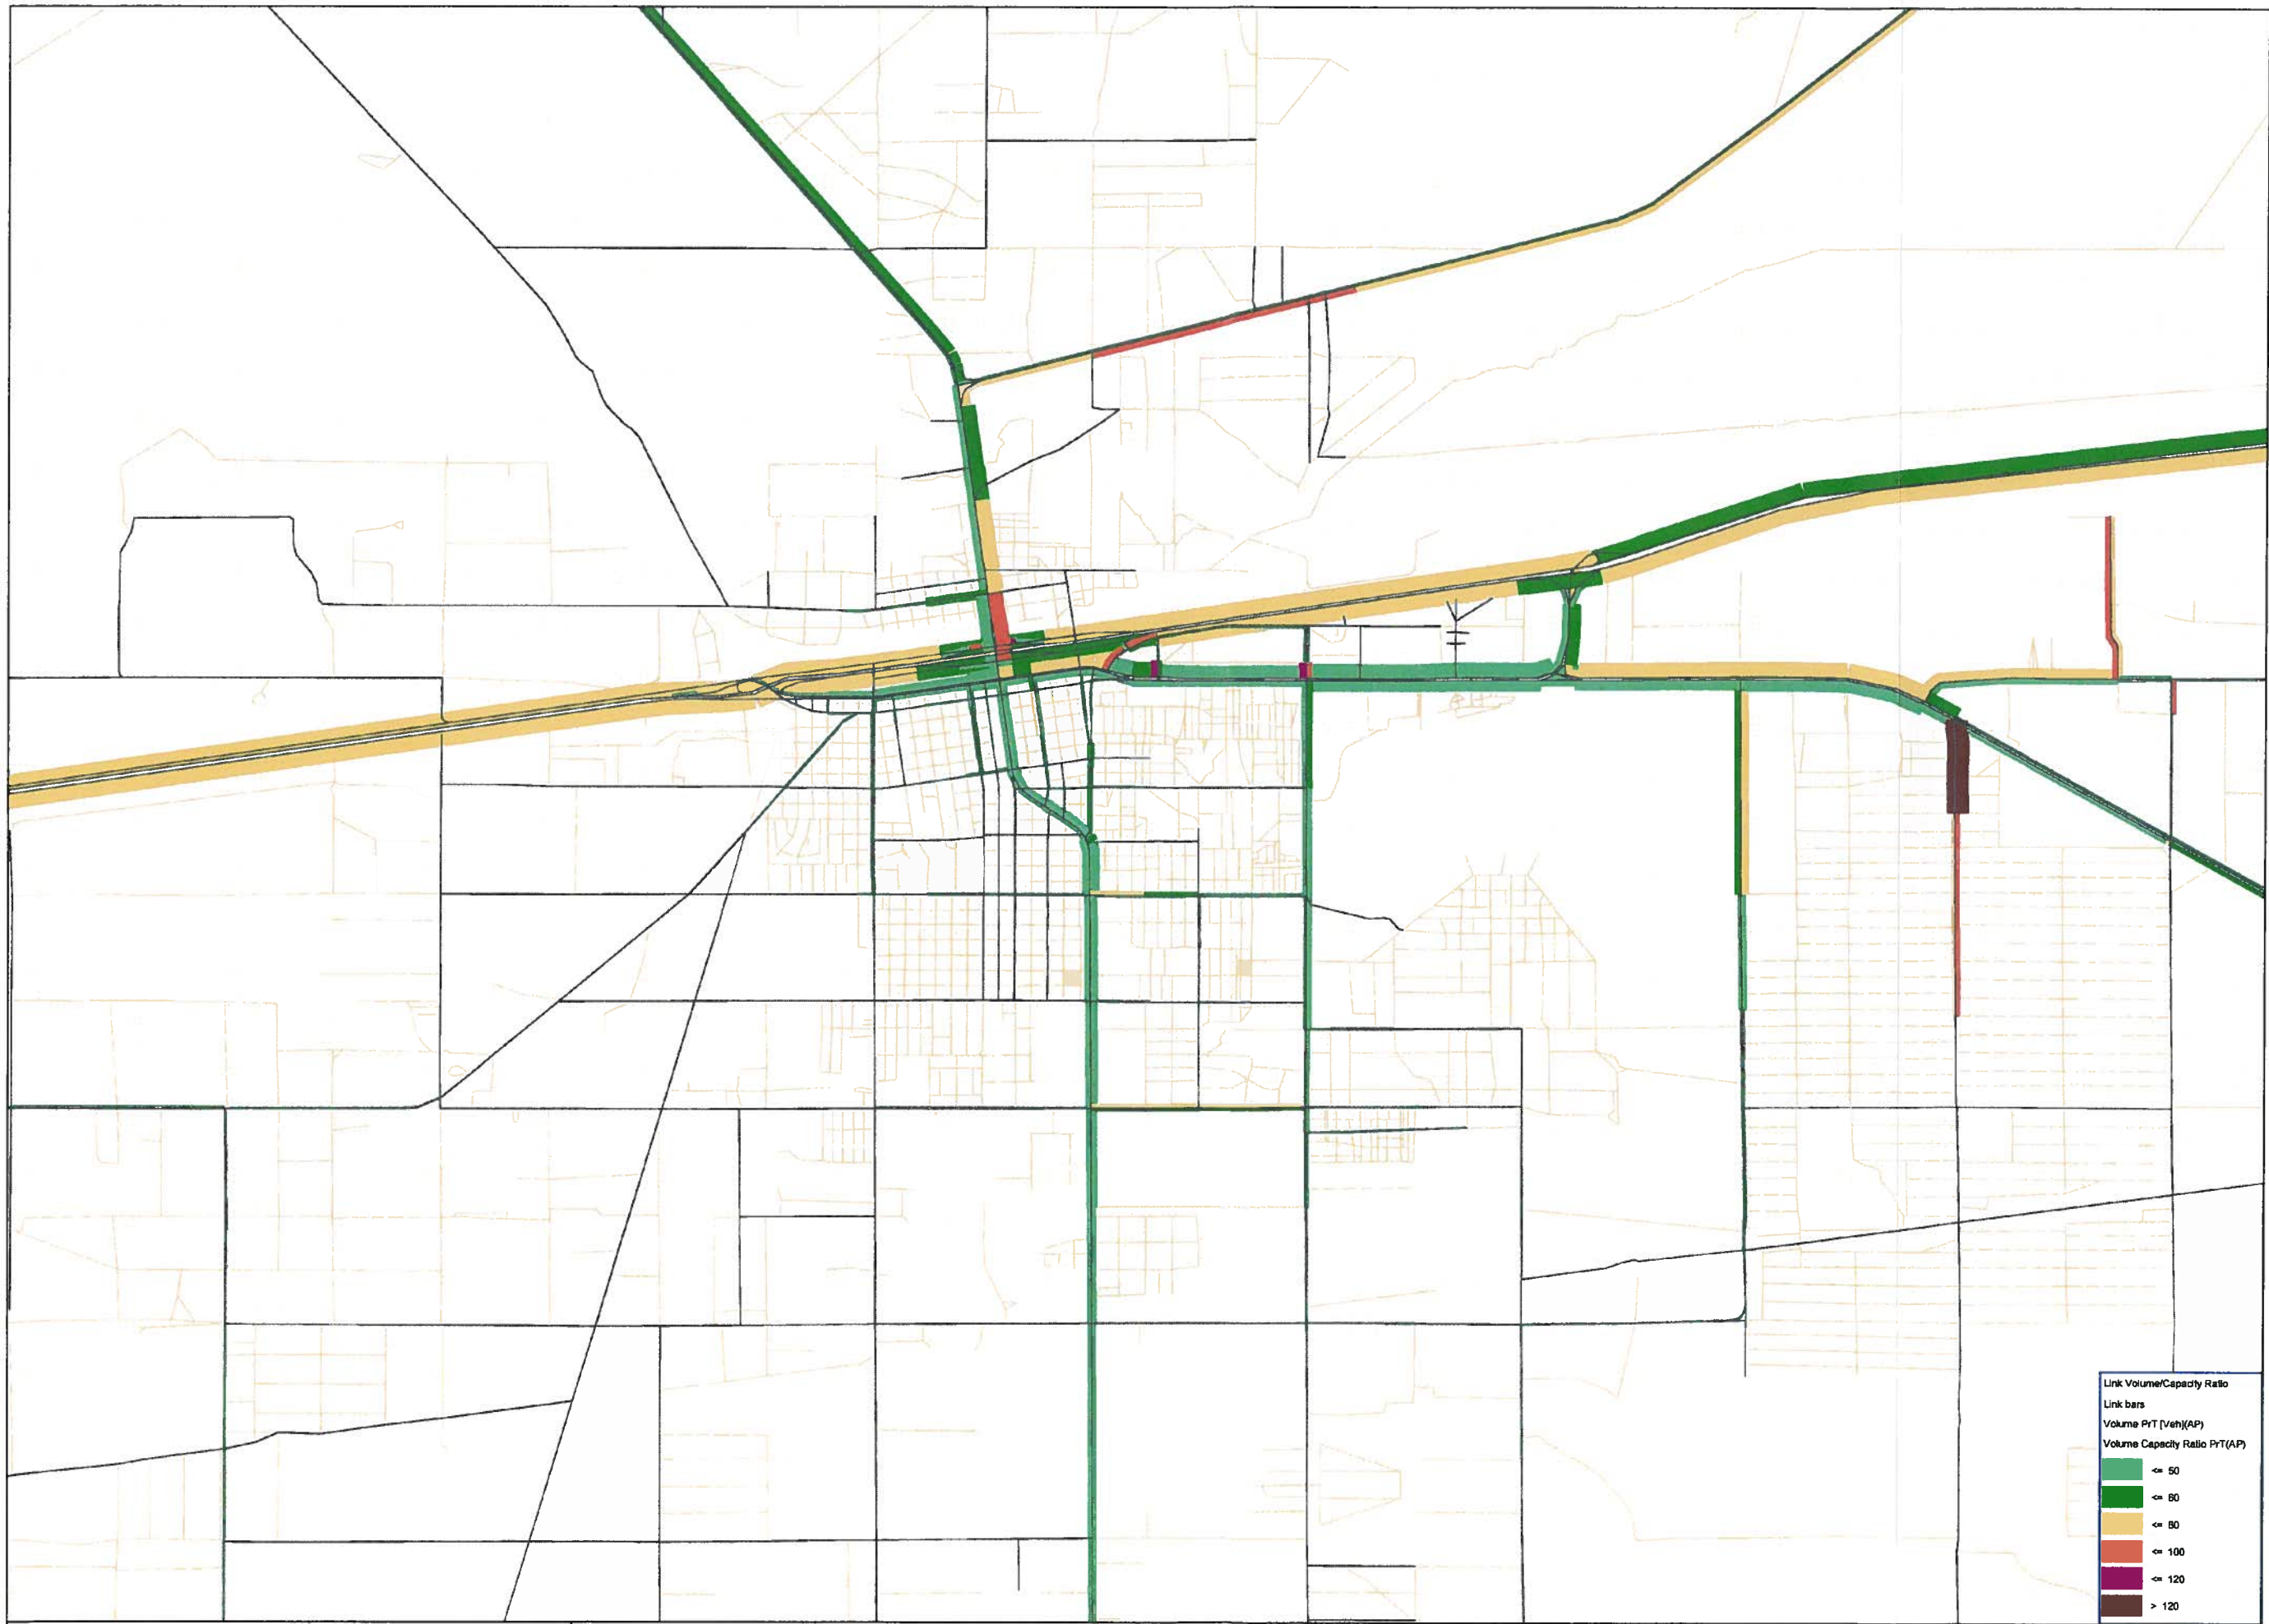 Link Volume/Capacity Ratio
Link bars
Volume PrT [Veh](AP)
Volume Capacity Ratio PrT(AP)
<= 50
<= 60
<= 80
<= 100
<= 120
> 120